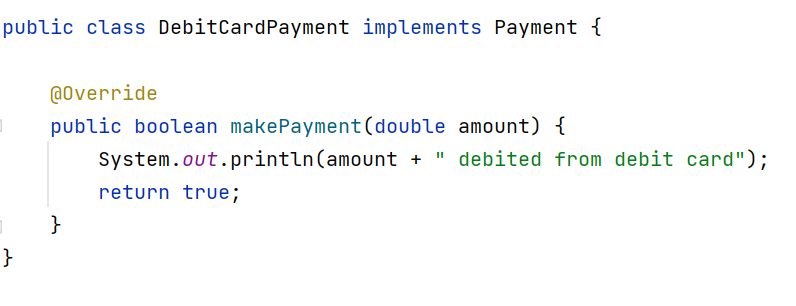 public class DebitCardPayment implements Payment {
@Override
public boolean makePayment(double amount) {
System.out.println(amount + " debited from debit card");
return true;
}
}